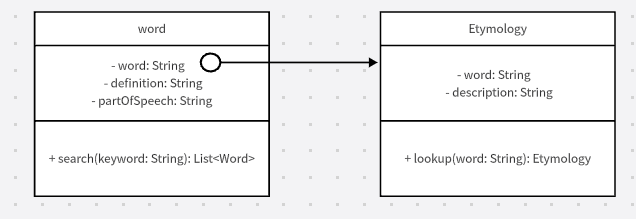 word
- word: String
- definition: String
- partOfSpeech: String
+ search(keyword: String): List<Word>
Etymology
- word: String
- description: String
+ lookup(word: String): Etymology